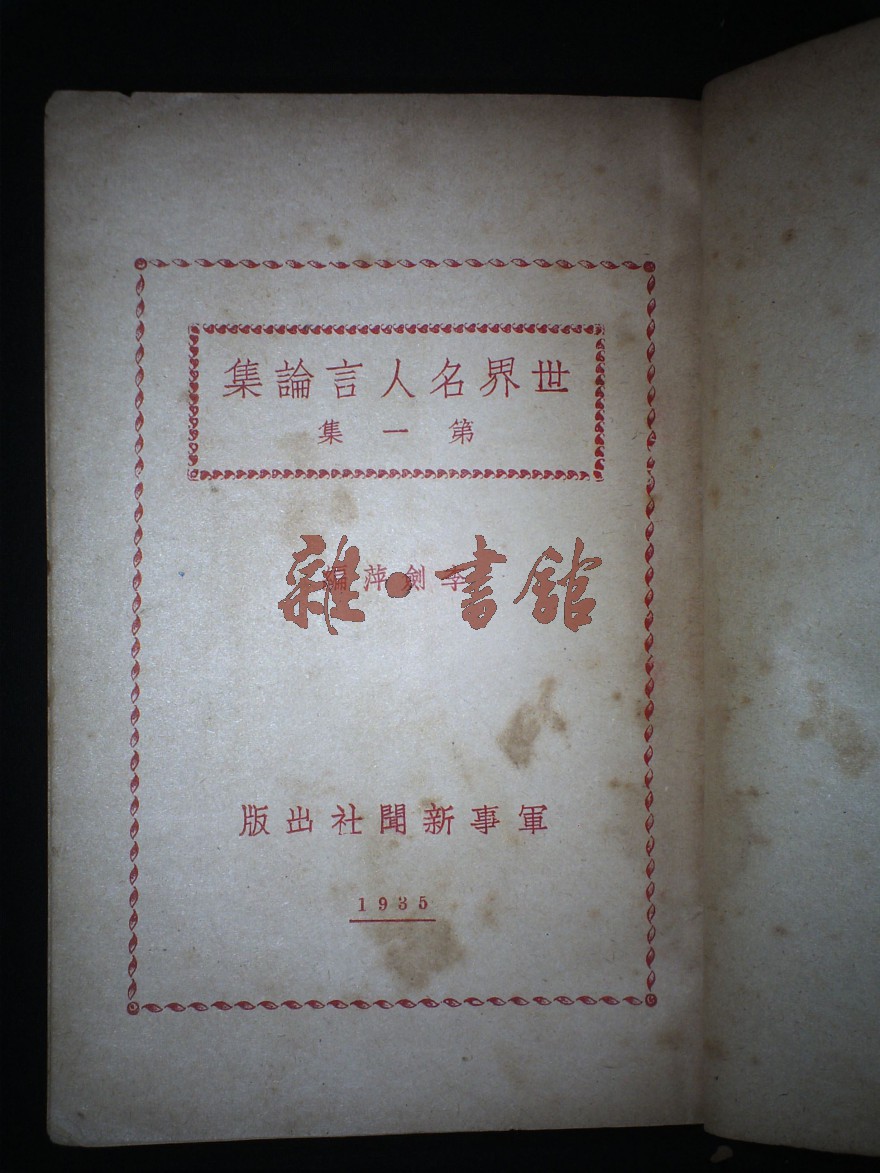 世界名人言論集
第一集
李劍萍編
雜·書館
軍事新聞社出版
1935